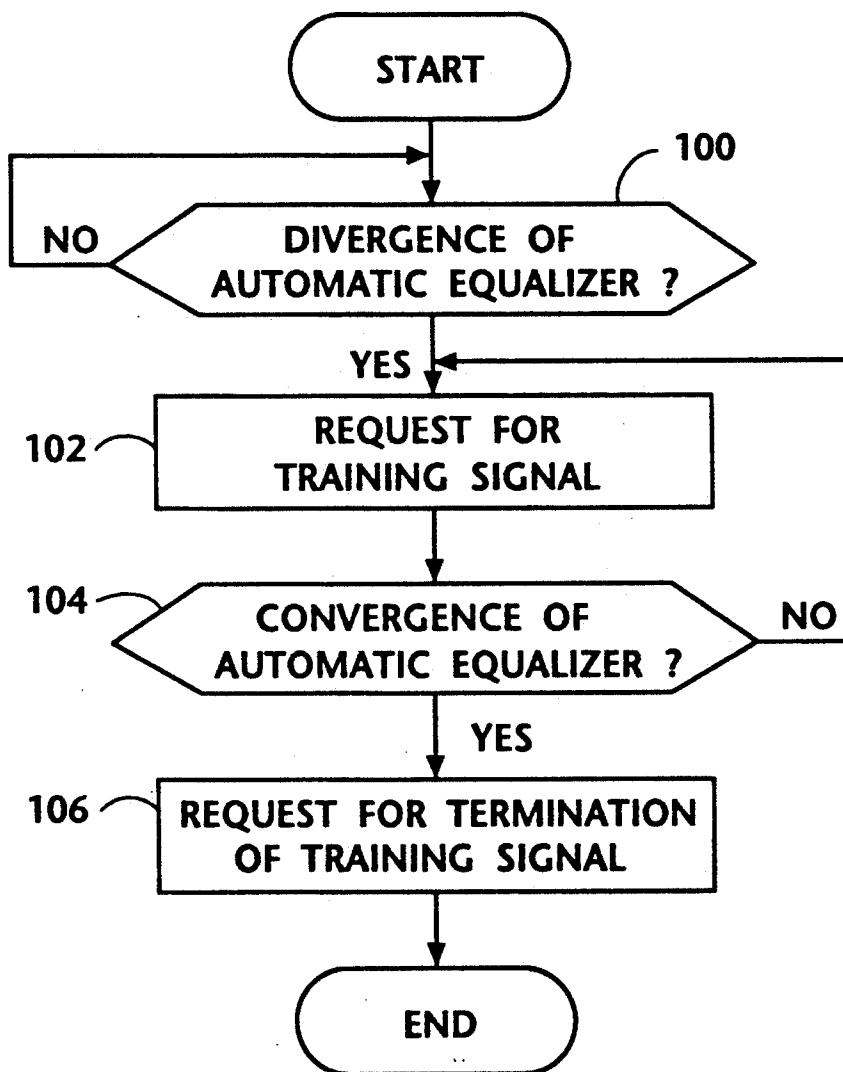 START
100
NO
DIVERGENCE OF
AUTOMATIC EQUALIZER ?
YES
102
REQUEST FOR
TRAINING SIGNAL
104
CONVERGENCE OF
AUTOMATIC EQUALIZER ?
NO
YES
106
REQUEST FOR TERMINATION
OF TRAINING SIGNAL
END